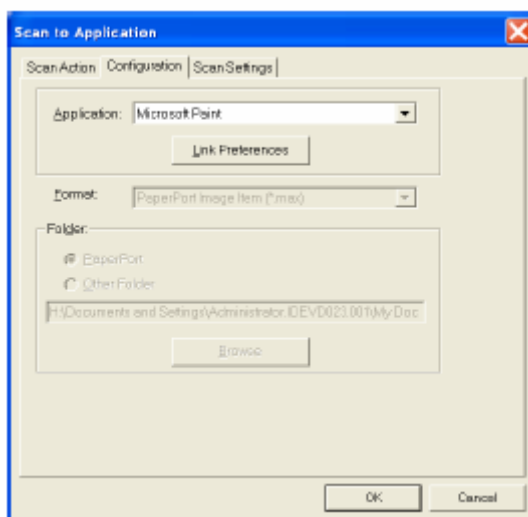 Scan to Application
Scan Action Configuration Scan Settings
Application: Microsoft Paint
Link Preferences
Format: PaperPort Image Item (*.max)
Folder:
PaperPort
Other Folder
H:\Documents and Settings\Administrator.IDEVD023.001\My Doc
Browse
OK Cancel